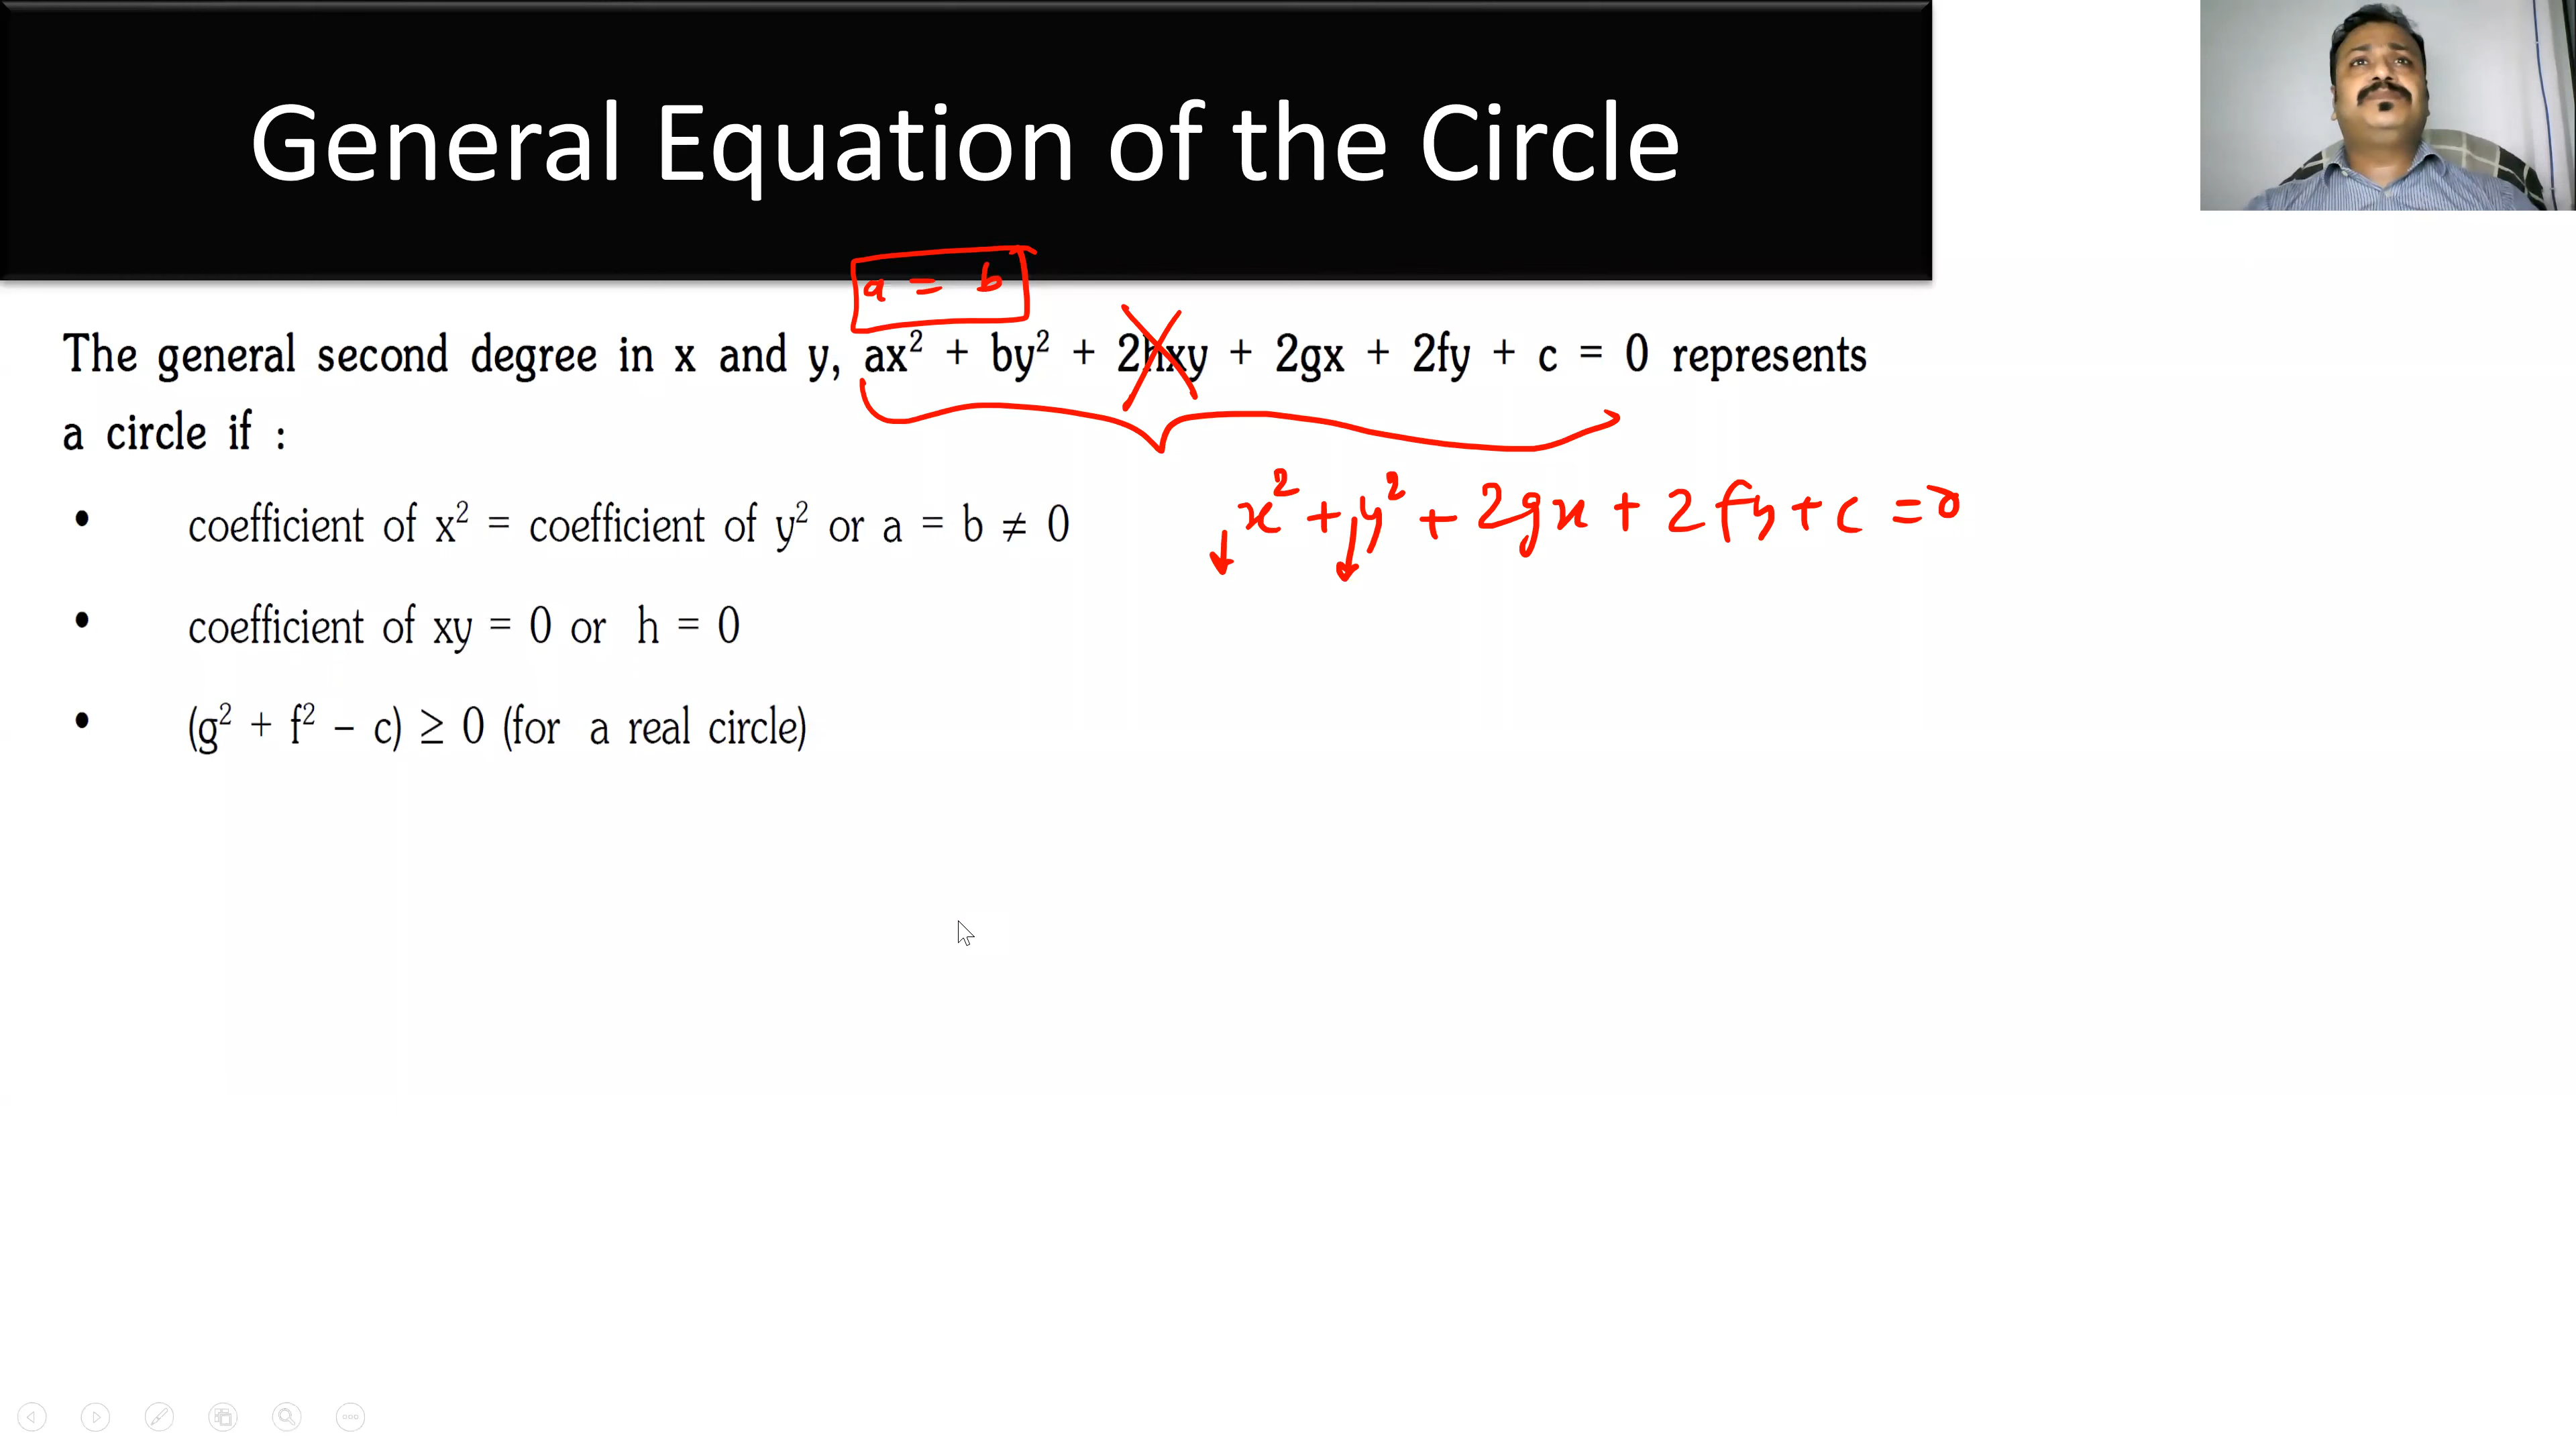 General Equation of the Circle
a = b
The general second degree in x and y, ax² + by² + 2hxy + 2gx + 2fy + c = 0 represents
a circle if :
x² + y² + 2gx + 2fy + c = 0
• coefficient of x² = coefficient of y² or a = b ≠ 0
• coefficient of xy = 0 or h = 0
• (g² + f² – c) ≥ 0 (for a real circle)